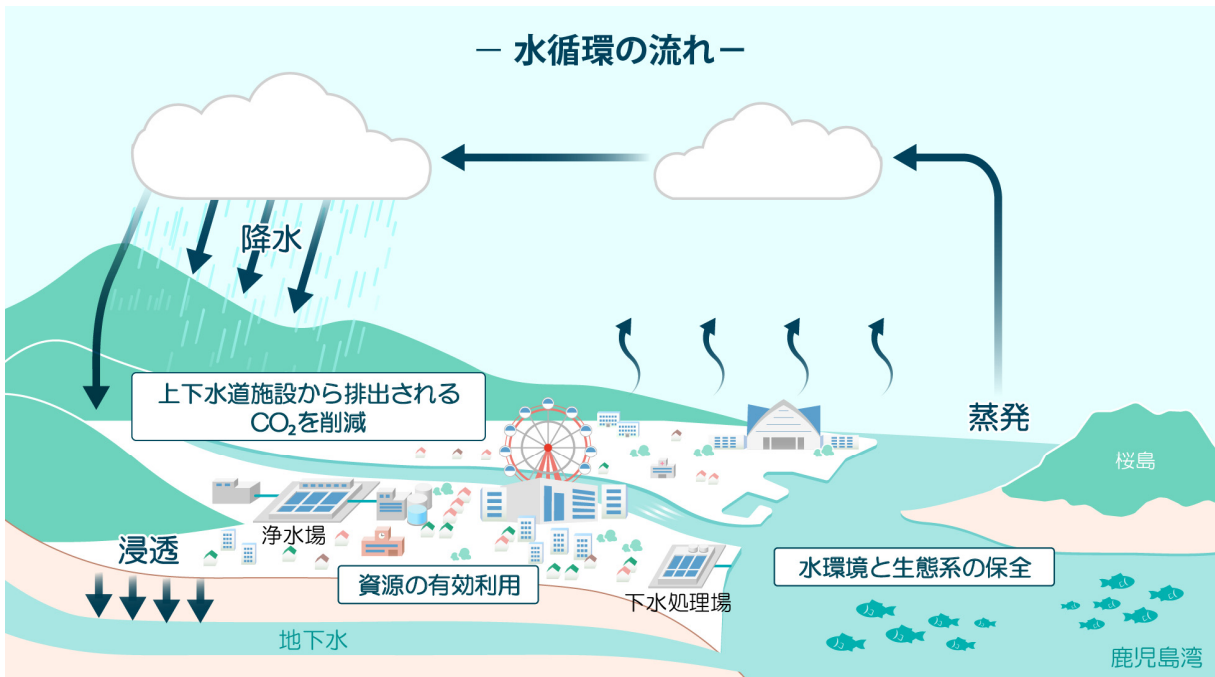 － 水循環の流れ－
降水
上下水道施設から排出される
CO₂を削減
蒸発
桜島
浄水場
浸透
資源の有効利用
水環境と生態系の保全
下水処理場
地下水
鹿児島湾